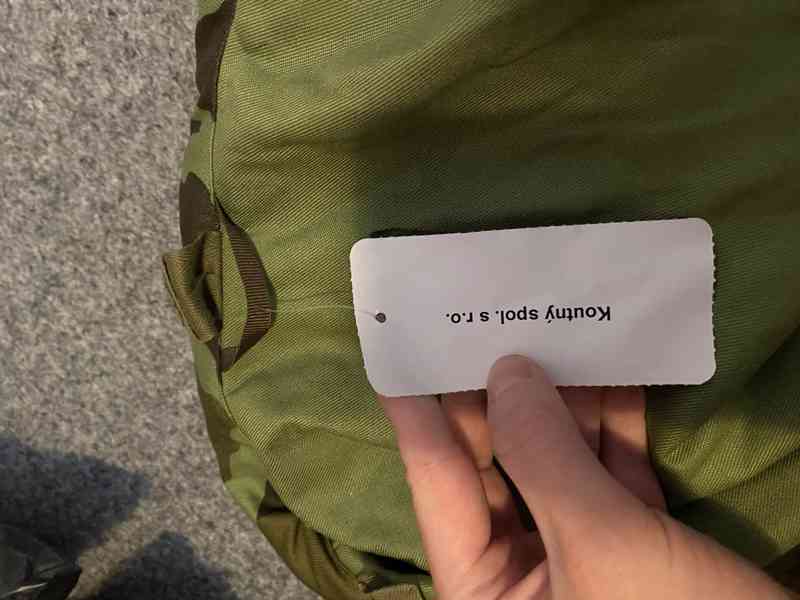 Koutný spol. s r.o.